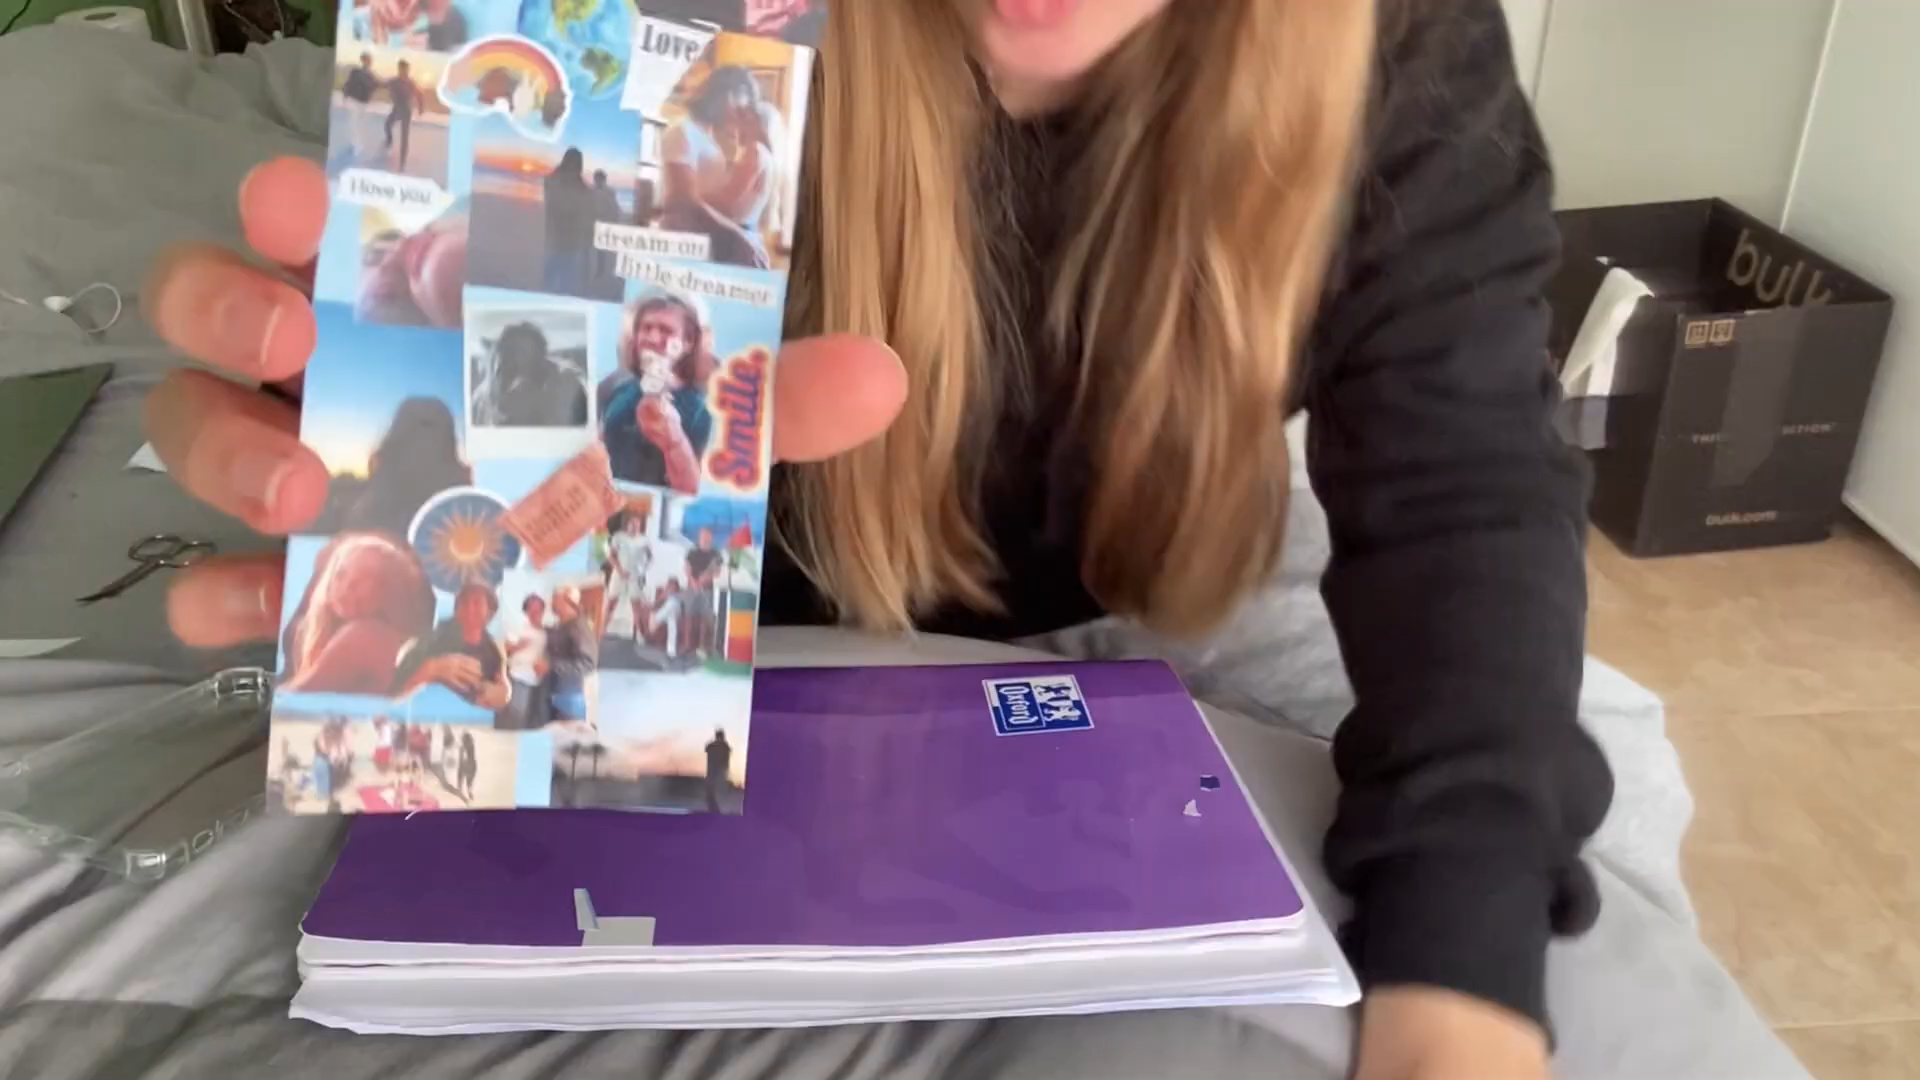 Love
I love you
dream on
little dreamer
Smile.
Oxford
bulk
bulk.com